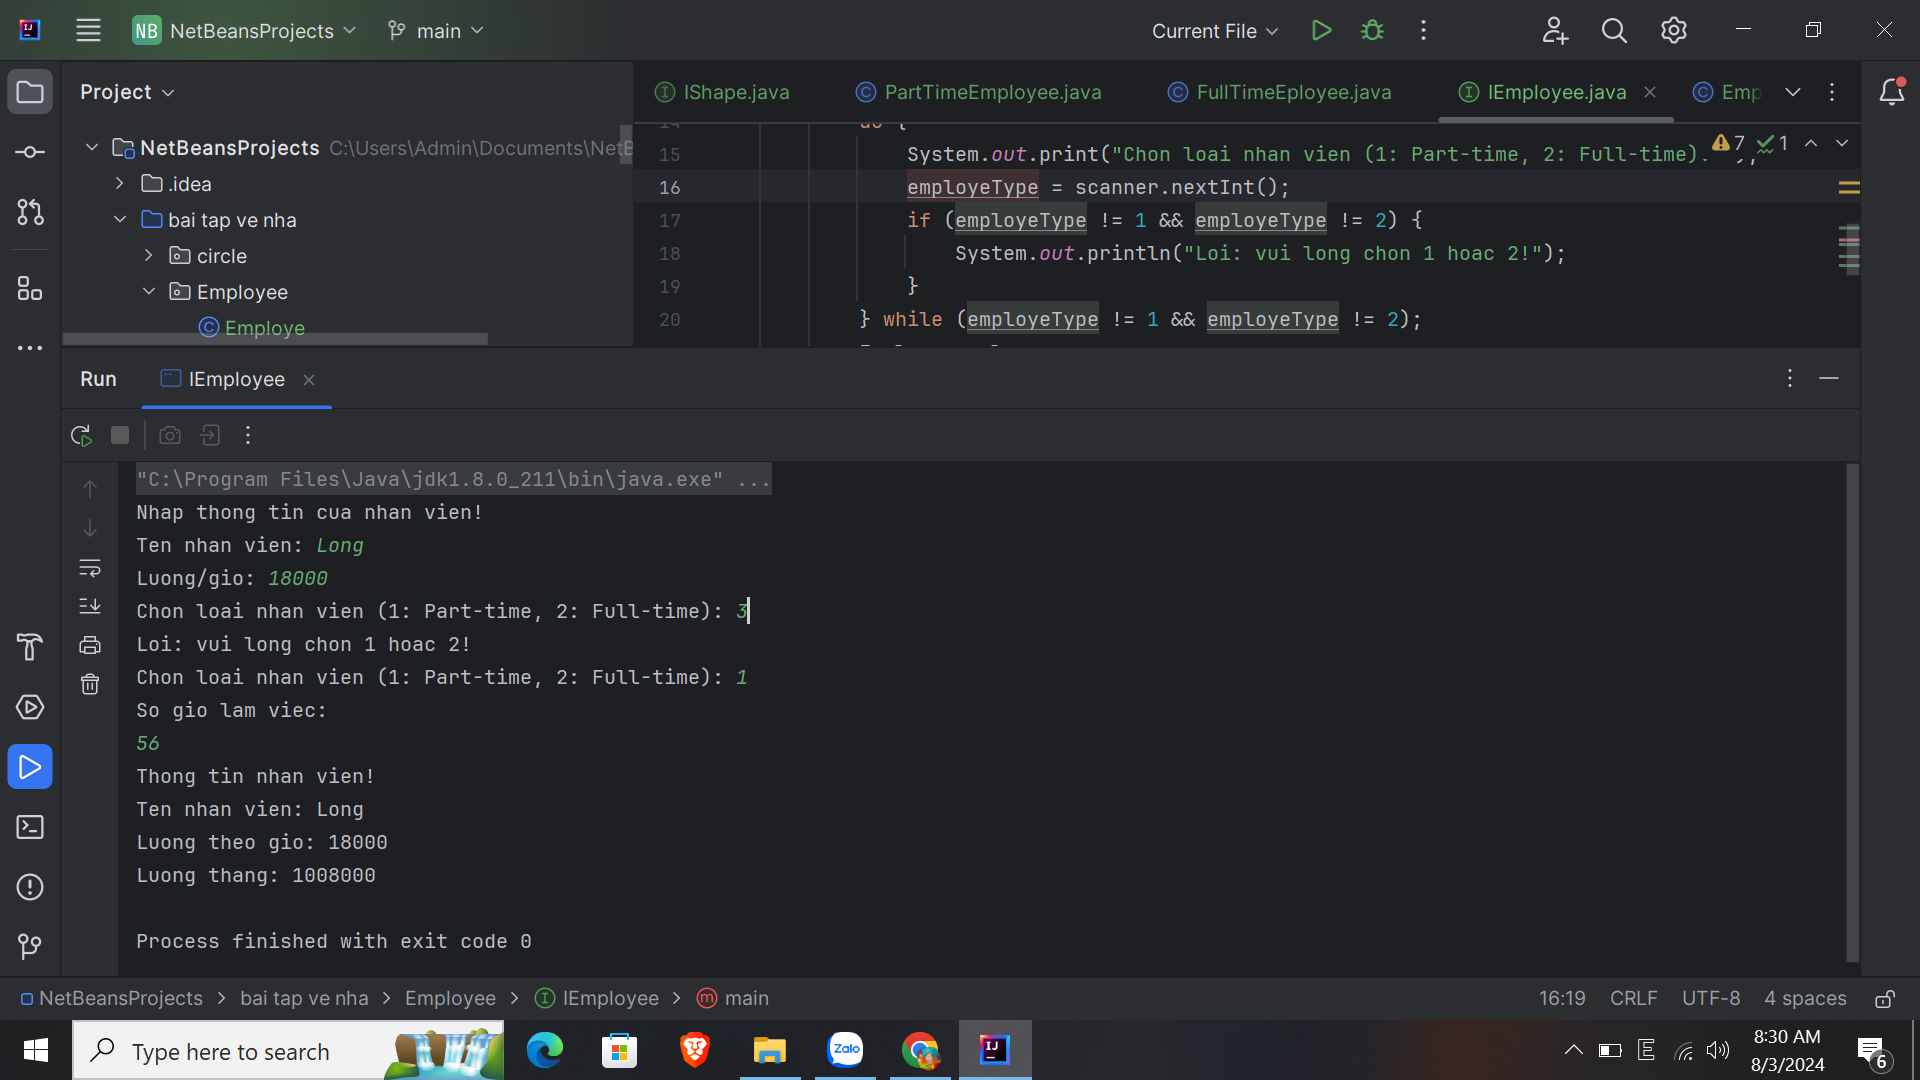 NB NetBeansProjects main Current File
Project
IShape.java PartTimeEmployee.java FullTimeEployee.java IEmployee.java Emp
NetBeansProjects C:\Users\Admin\Documents\NetB
.idea
bai tap ve nha
circle
Employee
Employe
14 do {
15 System.out.print("Chon loai nhan vien (1: Part-time, 2: Full-time): ");
7 1
16 employeType = scanner.nextInt();
17 if (employeType != 1 && employeType != 2) {
18 System.out.println("Loi: vui long chon 1 hoac 2!");
19 }
20 } while (employeType != 1 && employeType != 2);
Run IEmployee
"C:\Program Files\Java\jdk1.8.0_211\bin\java.exe" ...
Nhap thong tin cua nhan vien!
Ten nhan vien: Long
Luong/gio: 18000
Chon loai nhan vien (1: Part-time, 2: Full-time): 3
Loi: vui long chon 1 hoac 2!
Chon loai nhan vien (1: Part-time, 2: Full-time): 1
So gio lam viec:
56
Thong tin nhan vien!
Ten nhan vien: Long
Luong theo gio: 18000
Luong thang: 1008000
Process finished with exit code 0
NetBeansProjects > bai tap ve nha > Employee > IEmployee > main
16:19 CRLF UTF-8 4 spaces
Type here to search
Zalo
IJ
E
8:30 AM
8/3/2024
6